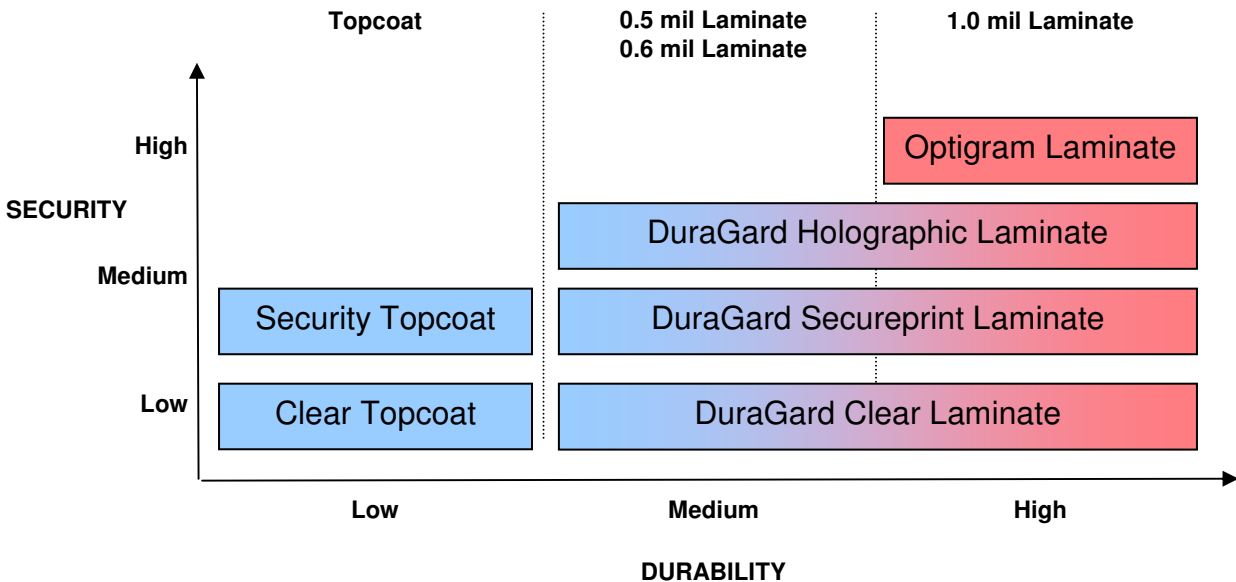 Topcoat
0.5 mil Laminate
0.6 mil Laminate
1.0 mil Laminate
High
Optigram Laminate
SECURITY
DuraGard Holographic Laminate
Medium
Security Topcoat
DuraGard Secureprint Laminate
Low
Clear Topcoat
DuraGard Clear Laminate
Low
Medium
High
DURABILITY